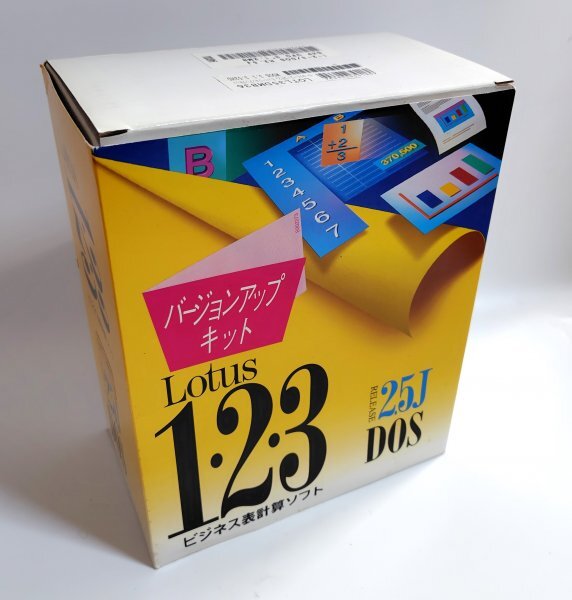 B
A
B
1
+2
3
370,500
1 2 3 4 5 6 7
バージョンアップ
キット
Lotus
1·2·3
RELEASE
2.5J
DOS
ビジネス表計算ソフト